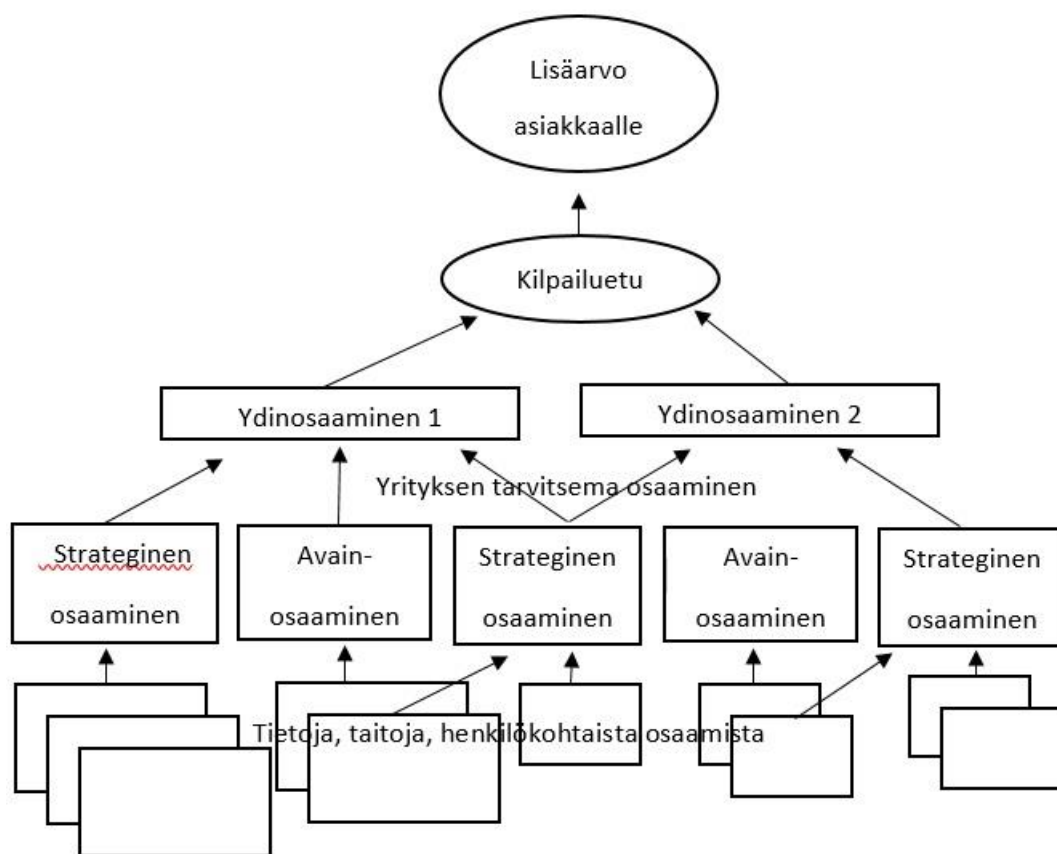 Lisäarvo
asiakkaalle
Kilpailuetu
Ydinosaaminen 1
Ydinosaaminen 2
Yrityksen tarvitsema osaaminen
Strateginen
osaaminen
Avain-
osaaminen
Strateginen
osaaminen
Avain-
osaaminen
Strateginen
osaaminen
Tietoja, taitoja, henkilökohtaista osaamista